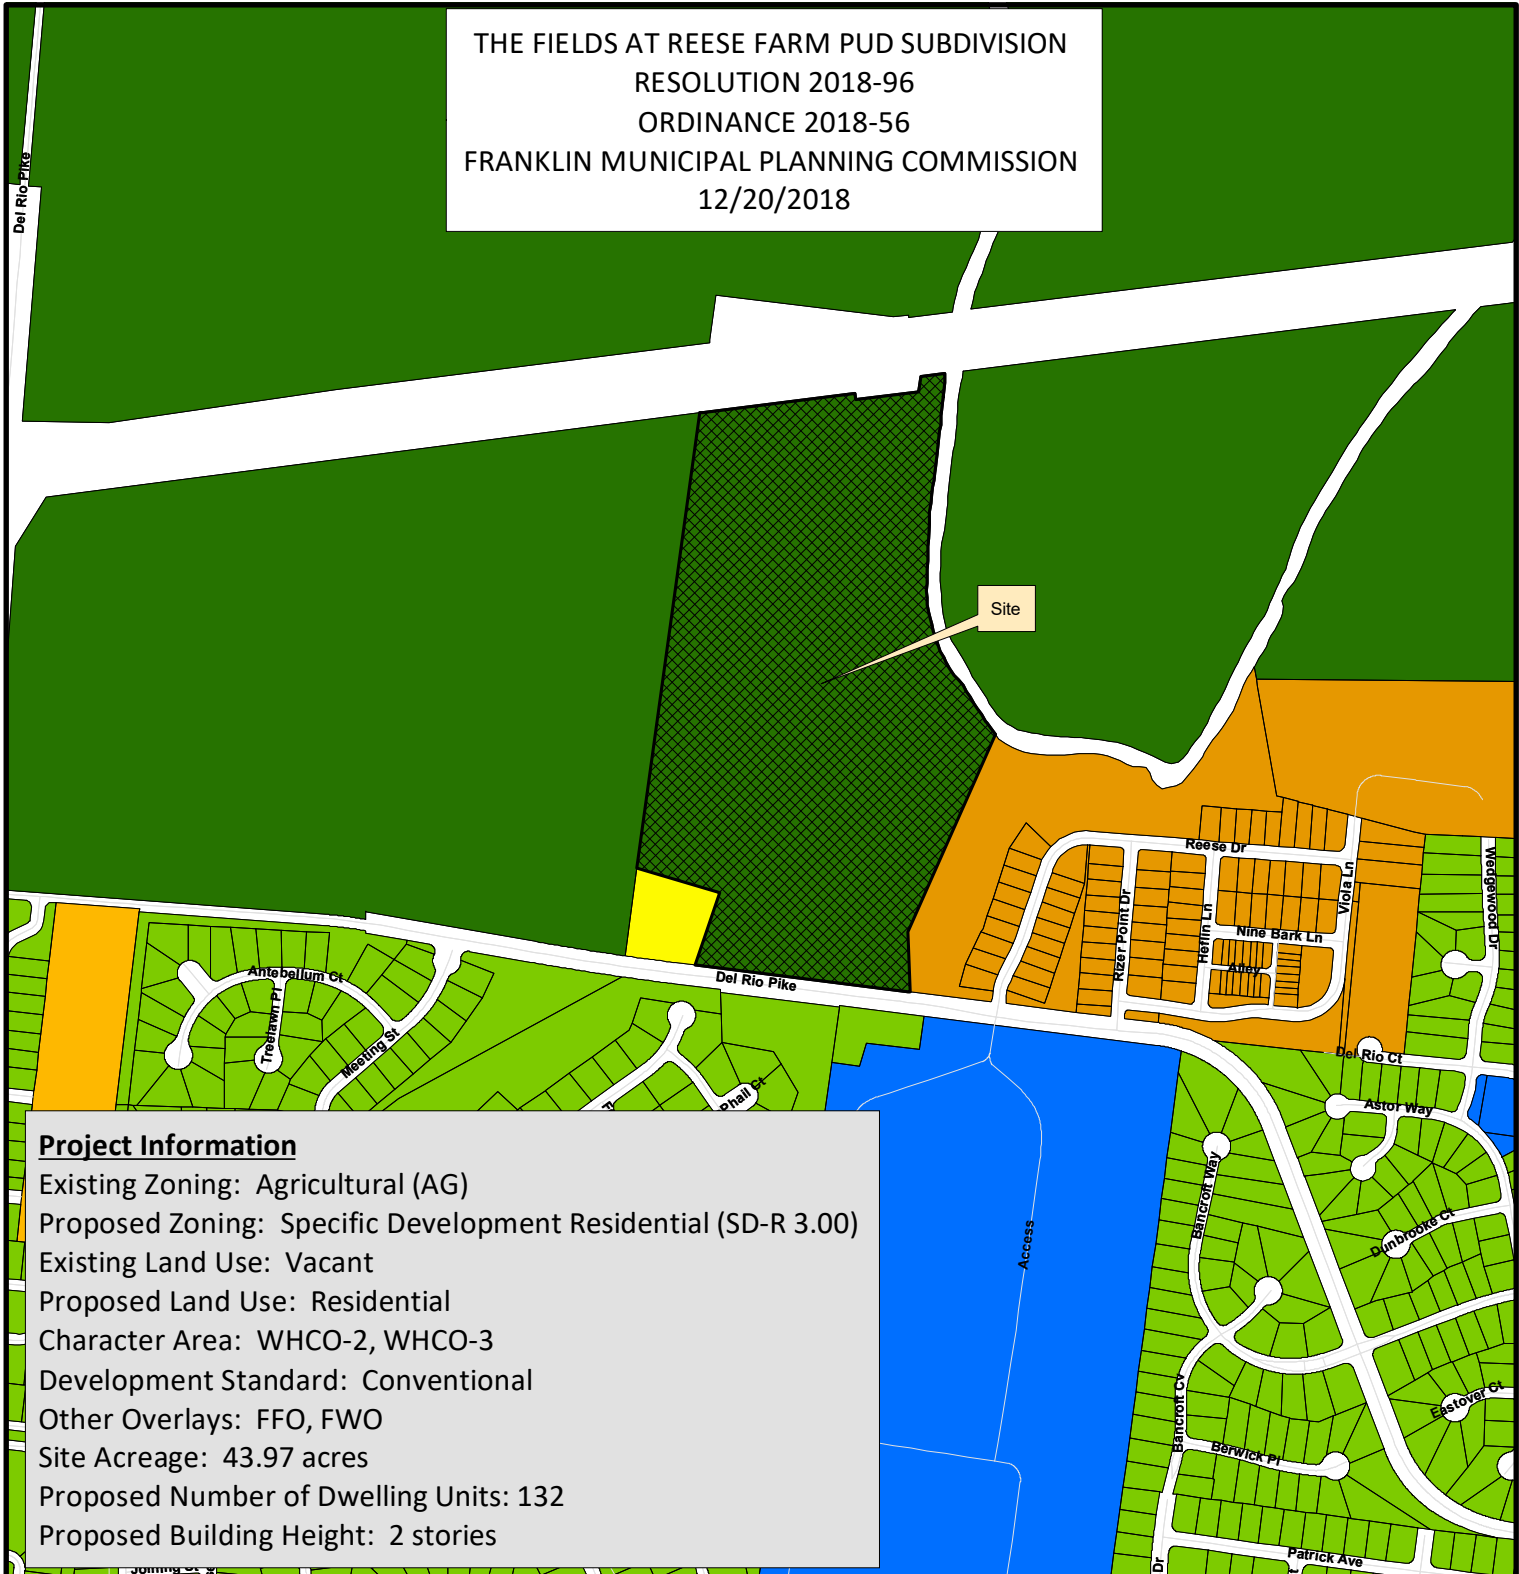 THE FIELDS AT REESE FARM PUD SUBDIVISION
RESOLUTION 2018-96
ORDINANCE 2018-56
FRANKLIN MUNICIPAL PLANNING COMMISSION
12/20/2018
Del Rio Pike
Site
Reese Dr
Viola Ln
Wedgewood Dr
Rizer Point Dr
Heflin Ln
Nine Bark Ln
Alley
Antebellum Ct
Treelawn Pl
Meeting St
Del Rio Pike
Del Rio Ct
Astor Way
Phail Ct
Bancroft Way
Access
Dunbrooke Ct
Bancroft Cv
Eastover Ct
Berwick Pl
Patrick Ave
Dr
Project Information
Existing Zoning: Agricultural (AG)
Proposed Zoning: Specific Development Residential (SD-R 3.00)
Existing Land Use: Vacant
Proposed Land Use: Residential
Character Area: WHCO-2, WHCO-3
Development Standard: Conventional
Other Overlays: FFO, FWO
Site Acreage: 43.97 acres
Proposed Number of Dwelling Units: 132
Proposed Building Height: 2 stories